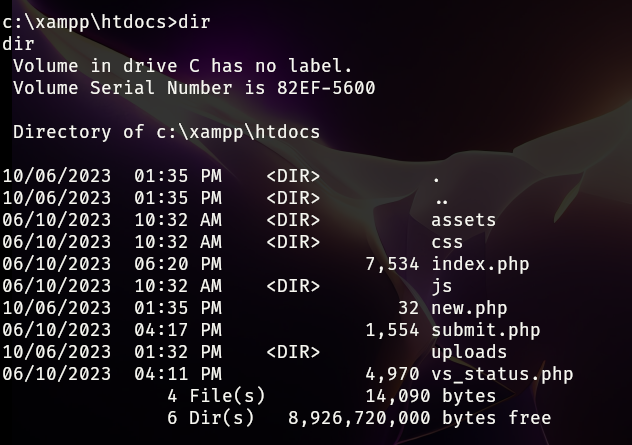 c:\xampp\htdocs>dir
dir
 Volume in drive C has no label.
 Volume Serial Number is 82EF-5600

 Directory of c:\xampp\htdocs

10/06/2023  01:35 PM    <DIR>          .
10/06/2023  01:35 PM    <DIR>          ..
06/10/2023  10:32 AM    <DIR>          assets
06/10/2023  10:32 AM    <DIR>          css
06/10/2023  06:20 PM             7,534 index.php
06/10/2023  10:32 AM    <DIR>          js
10/06/2023  01:35 PM                32 new.php
06/10/2023  04:17 PM             1,554 submit.php
10/06/2023  01:32 PM    <DIR>          uploads
06/10/2023  04:11 PM             4,970 vs_status.php
               4 File(s)         14,090 bytes
               6 Dir(s)   8,926,720,000 bytes free